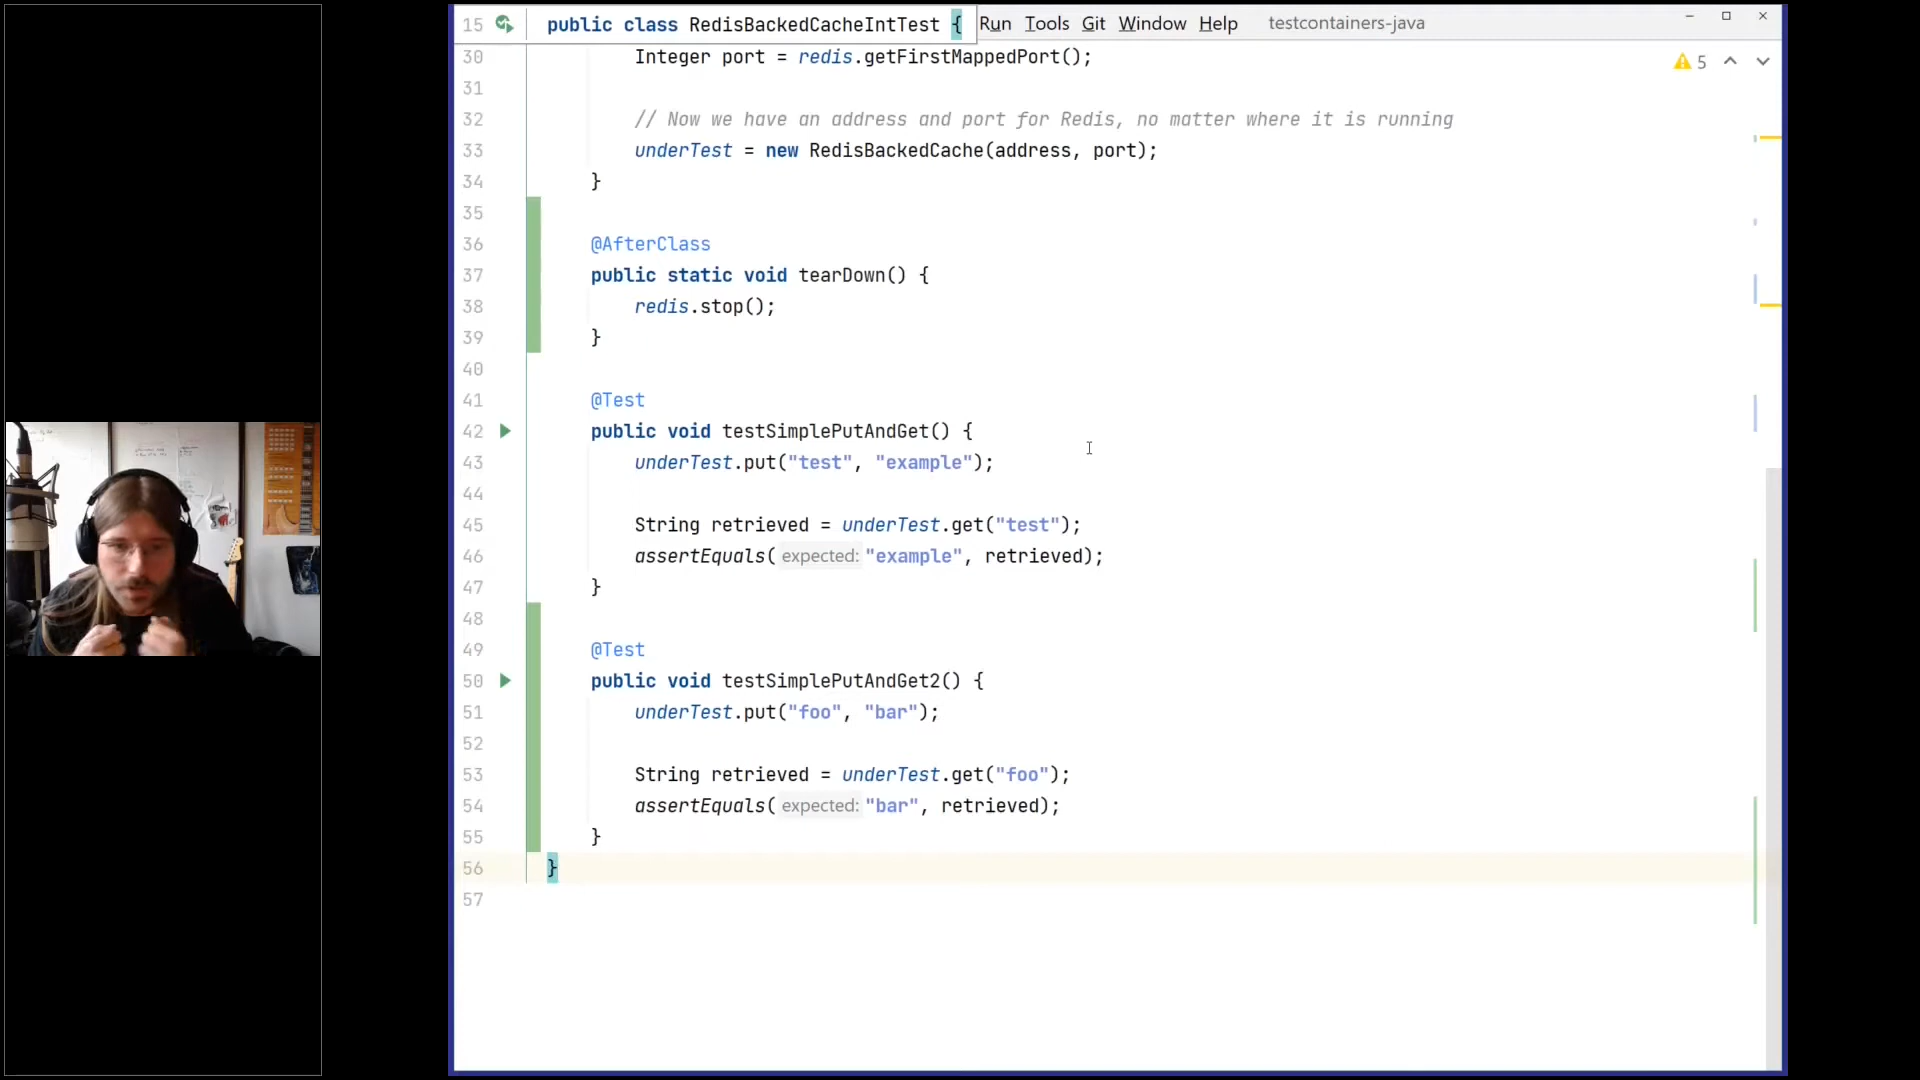 15 public class RedisBackedCacheIntTest { Run Tools Git Window Help testcontainers-java
30 Integer port = redis.getFirstMappedPort();
5
31
32 // Now we have an address and port for Redis, no matter where it is running
33 underTest = new RedisBackedCache(address, port);
34 }
35
36 @AfterClass
37 public static void tearDown() {
38 redis.stop();
39 }
40
41 @Test
42 public void testSimplePutAndGet() {
43 underTest.put("test", "example");
44
45 String retrieved = underTest.get("test");
46 assertEquals( expected: "example", retrieved);
47 }
48
49 @Test
50 public void testSimplePutAndGet2() {
51 underTest.put("foo", "bar");
52
53 String retrieved = underTest.get("foo");
54 assertEquals( expected: "bar", retrieved);
55 }
56 }
57